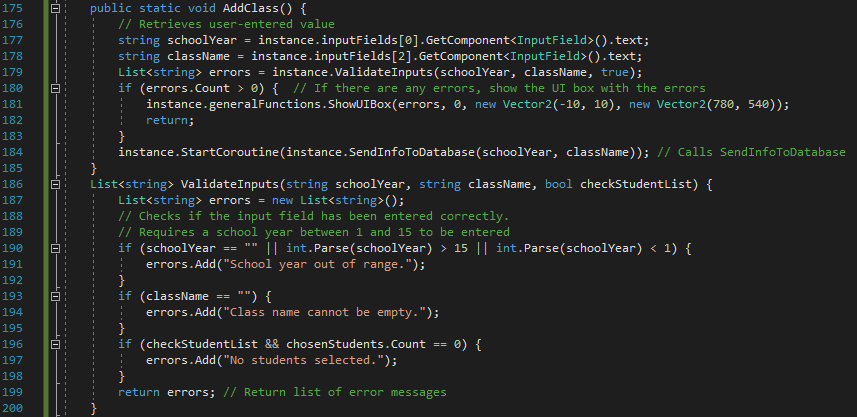 175 public static void AddClass() {
176 // Retrieves user-entered value
177 string schoolYear = instance.inputFields[0].GetComponent<InputField>().text;
178 string className = instance.inputFields[2].GetComponent<InputField>().text;
179 List<string> errors = instance.ValidateInputs(schoolYear, className, true);
180 if (errors.Count > 0) { // If there are any errors, show the UI box with the errors
181 instance.generalFunctions.ShowUIBox(errors, 0, new Vector2(-10, 10), new Vector2(780, 540));
182 return;
183 }
184 instance.StartCoroutine(instance.SendInfoToDatabase(schoolYear, className)); // Calls SendInfoToDatabase
185 }
186 List<string> ValidateInputs(string schoolYear, string className, bool checkStudentList) {
187 List<string> errors = new List<string>();
188 // Checks if the input field has been entered correctly.
189 // Requires a school year between 1 and 15 to be entered
190 if (schoolYear == "" || int.Parse(schoolYear) > 15 || int.Parse(schoolYear) < 1) {
191 errors.Add("School year out of range.");
192 }
193 if (className == "") {
194 errors.Add("Class name cannot be empty.");
195 }
196 if (checkStudentList && chosenStudents.Count == 0) {
197 errors.Add("No students selected.");
198 }
199 return errors; // Return list of error messages
200 }